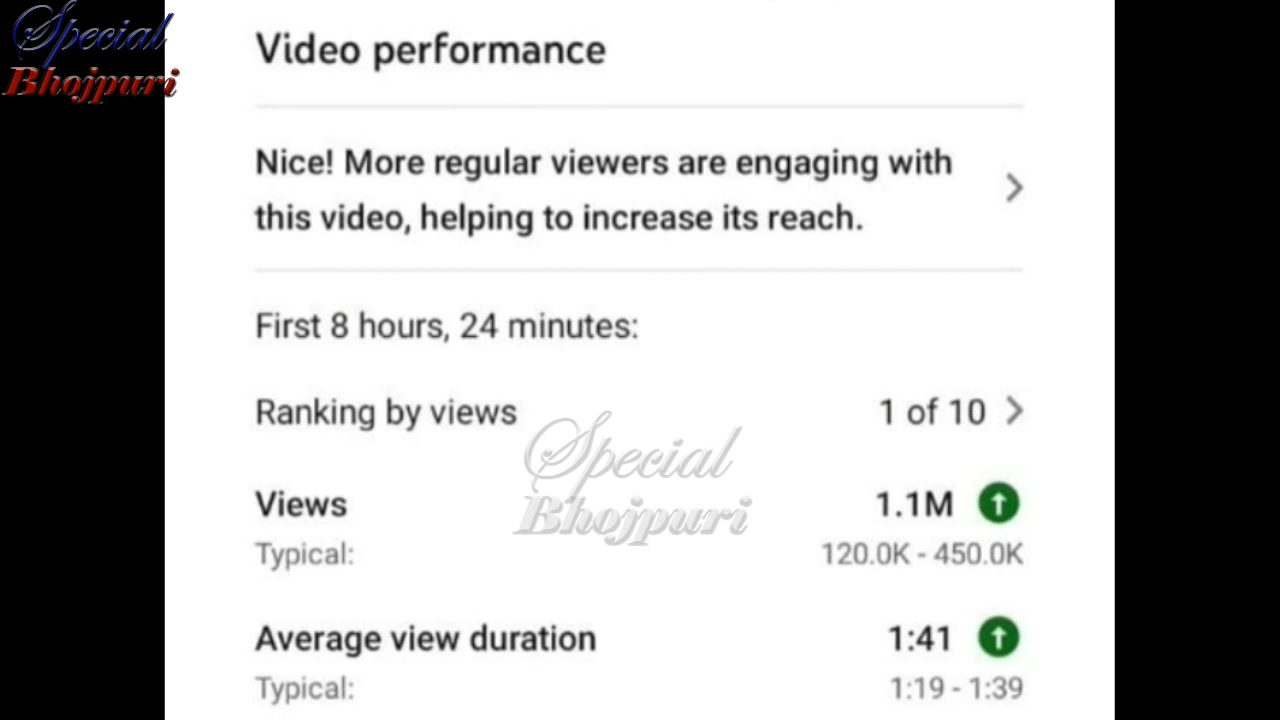 Special
Bhojpuri
Video performance
Nice! More regular viewers are engaging with
this video, helping to increase its reach.
First 8 hours, 24 minutes:
Ranking by views 1 of 10
Special
Bhojpuri
Views 1.1M
Typical: 120.0K - 450.0K
Average view duration 1:41
Typical: 1:19 - 1:39